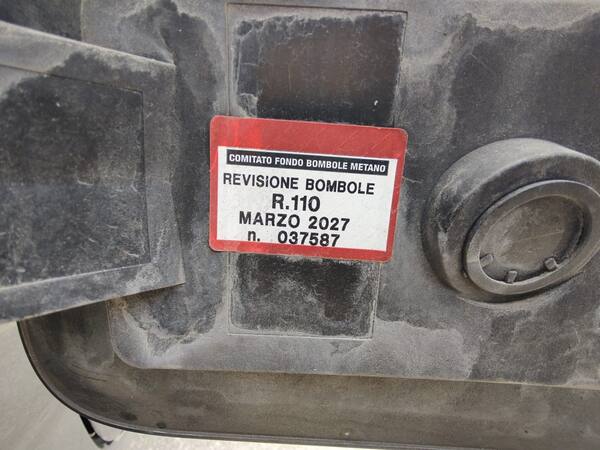 COMITATO FONDO BOMBOLE METANO
REVISIONE BOMBOLE
R.110
MARZO 2027
n. 037587